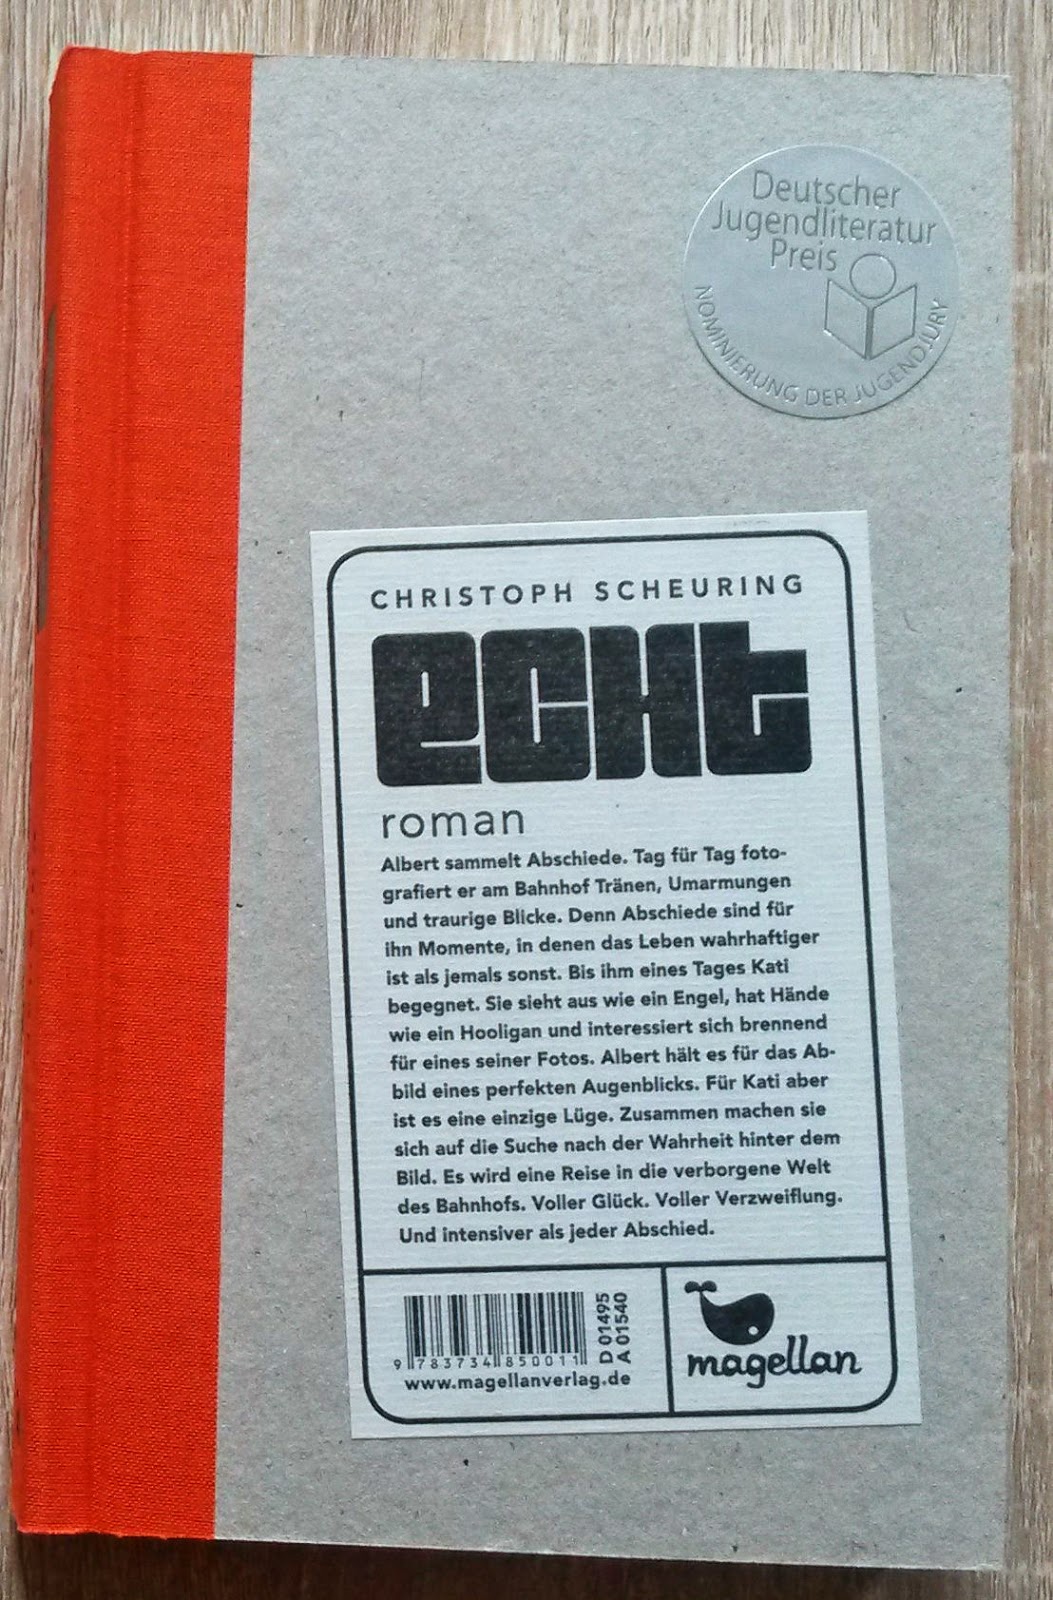 Deutscher
Jugendliteratur
Preis
NOMINIERUNG DER JUGENDJURY
CHRISTOPH SCHEURING
echt
roman
Albert sammelt Abschiede. Tag für Tag foto-
grafiert er am Bahnhof Tränen, Umarmungen
und traurige Blicke. Denn Abschiede sind für
ihn Momente, in denen das Leben wahrhaftiger
ist als jemals sonst. Bis ihm eines Tages Kati
begegnet. Sie sieht aus wie ein Engel, hat Hände
wie ein Hooligan und interessiert sich brennend
für eines seiner Fotos. Albert hält es für das Ab-
bild eines perfekten Augenblicks. Für Kati aber
ist es eine einzige Lüge. Zusammen machen sie
sich auf die Suche nach der Wahrheit hinter dem
Bild. Es wird eine Reise in die verborgene Welt
des Bahnhofs. Voller Glück. Voller Verzweiflung.
Und intensiver als jeder Abschied.
9 783734 850011
D 01495
A 01540
www.magellanverlag.de
magellan